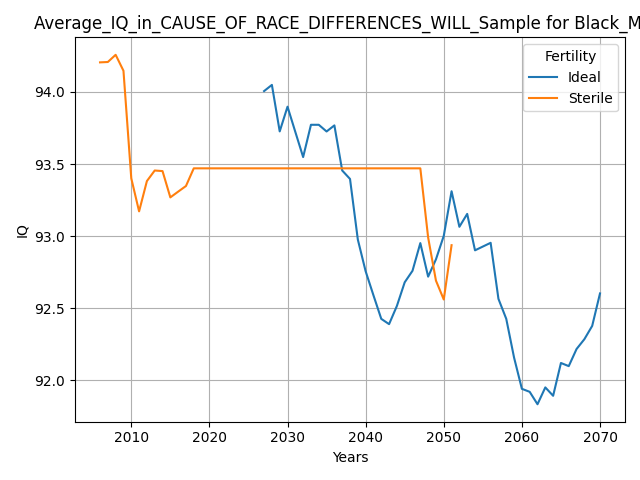 Average_IQ_in_CAUSE_OF_RACE_DIFFERENCES_WILL_Sample for Black_M
Fertility
Ideal
Sterile
94.0
93.5
93.0
92.5
92.0
IQ
2010 2020 2030 2040 2050 2060 2070
Years